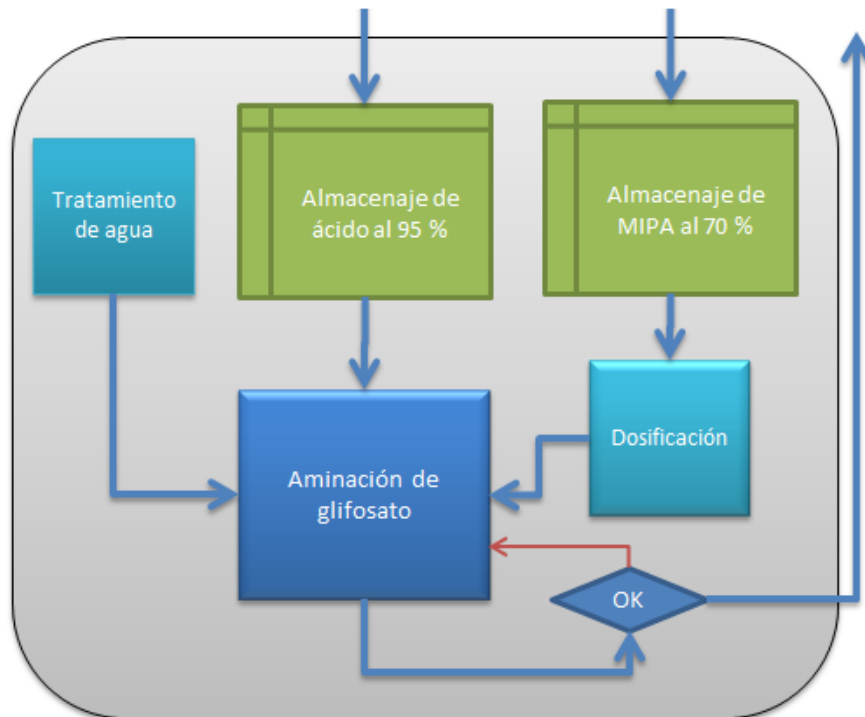 Tratamiento
de agua
Almacenaje de
ácido al 95 %
Almacenaje de
MIPA al 70 %
Dosificación
Aminación de
glifosato
OK